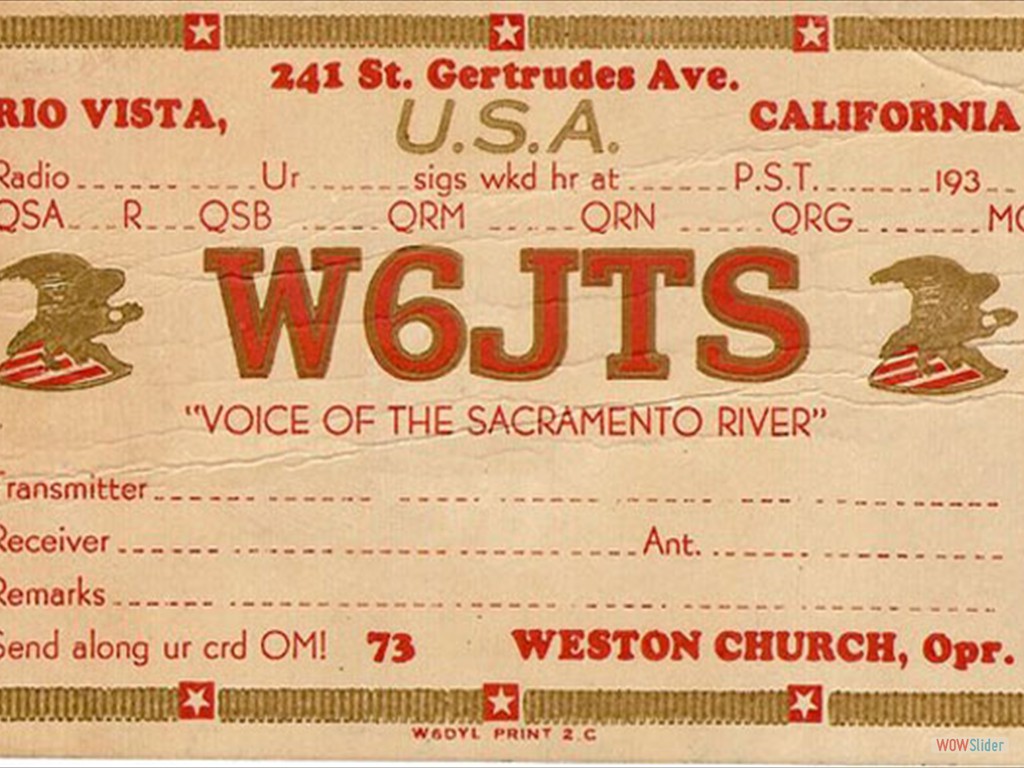 241 St. Gertrudes Ave.
RIO VISTA, U.S.A. CALIFORNIA
Radio Ur sigs wkd hr at P.S.T. 193
QSA R QSB QRM QRN QRG MC
W6JTS
"VOICE OF THE SACRAMENTO RIVER"
Transmitter
Receiver Ant.
Remarks
Send along ur crd OM! 73 WESTON CHURCH, Opr.
W6DYL PRINT 2.C
WOWSlider